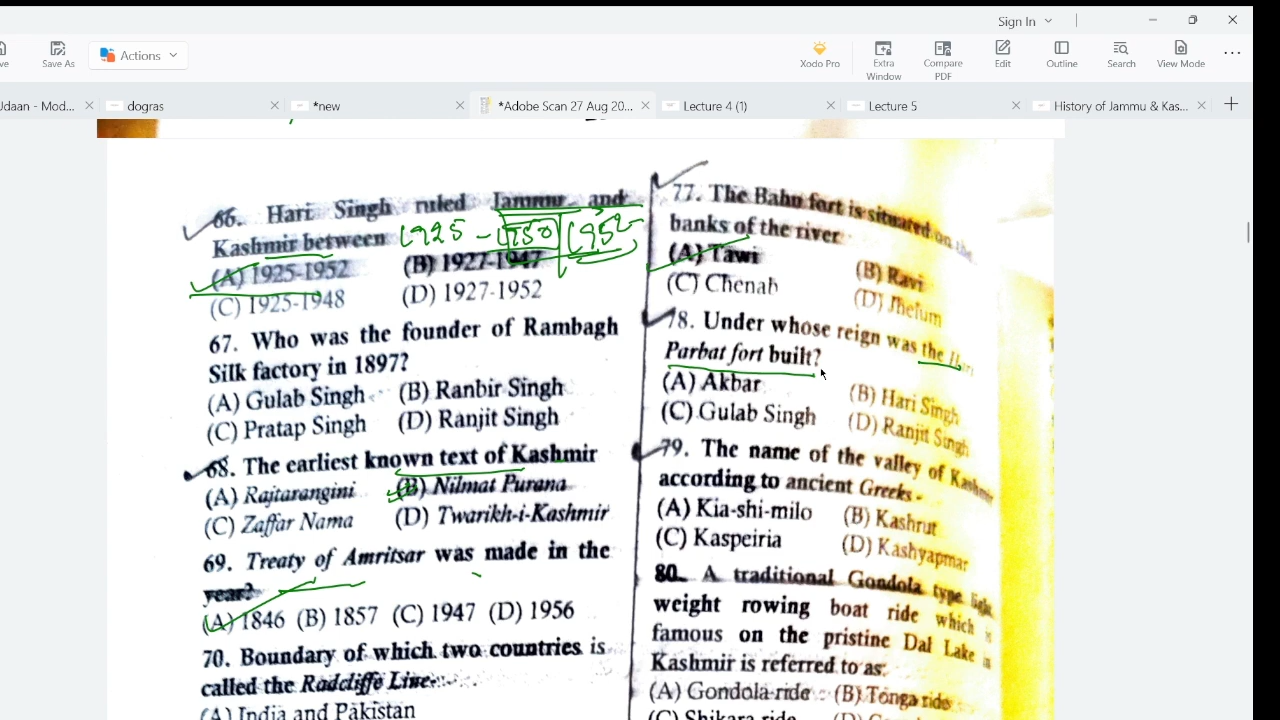 Sign In
ve
Save As
Actions
Xodo Pro
Extra Window
Compare PDF
Edit
Outline
Search
View Mode
Udaan - Mod...
dogras
*new
*Adobe Scan 27 Aug 20...
Lecture 4 (1)
Lecture 5
History of Jammu & Kas...
66. Hari Singh ruled Jammu and
Kashmir between 1925 - 1950 1952
(A) 1925-1952 (B) 1927-1947
(C) 1925-1948 (D) 1927-1952
67. Who was the founder of Rambagh
Silk factory in 1897?
(A) Gulab Singh (B) Ranbir Singh
(C) Pratap Singh (D) Ranjit Singh
68. The earliest known text of Kashmir
(A) Rajtarangini (B) Nilmat Purana
(C) Zaffar Nama (D) Twarikh-i-Kashmir
69. Treaty of Amritsar was made in the
year?
(A) 1846 (B) 1857 (C) 1947 (D) 1956
70. Boundary of which two countries is
called the Radcliffe Line-
(A) India and Pakistan
77. The Bahu fort is situated on the
banks of the river
(A) Tawi (B) Ravi
(C) Chenab (D) Jhelum
78. Under whose reign was the Hari
Parbat fort built?
(A) Akbar (B) Hari Singh
(C) Gulab Singh (D) Ranjit Singh
79. The name of the valley of Kashmir
according to ancient Greeks -
(A) Kia-shi-milo (B) Kashrut
(C) Kaspeiria (D) Kashyapmar
80. A traditional Gondola type light
weight rowing boat ride which is
famous on the pristine Dal Lake in
Kashmir is referred to as:
(A) Gondola ride (B) Tonga ride
(C) Shikara ride (D)